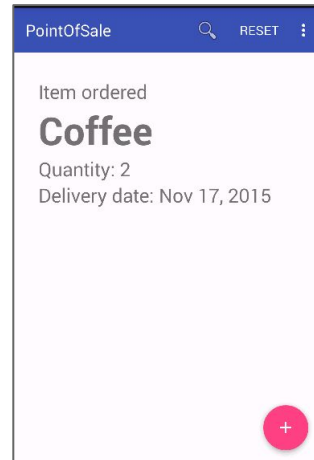 PointOfSale RESET
Item ordered
Coffee
Quantity: 2
Delivery date: Nov 17, 2015
+